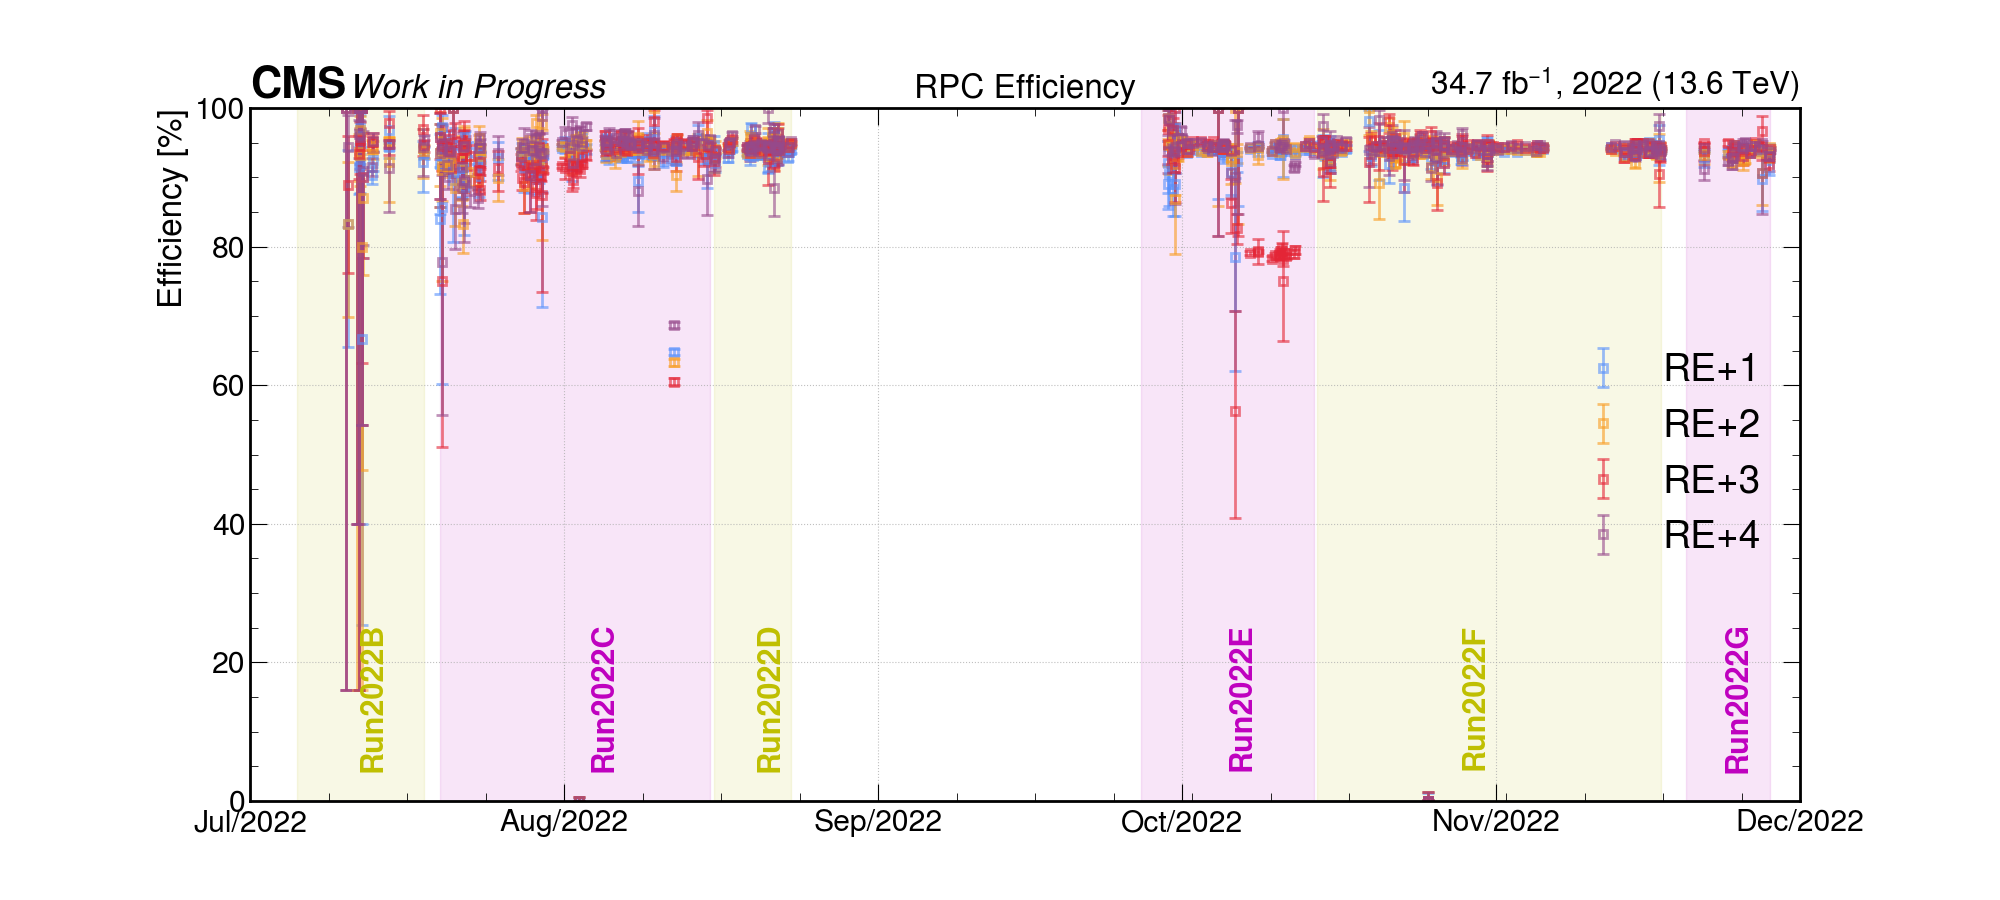 CMS Work in Progress RPC Efficiency 34.7 fb⁻¹, 2022 (13.6 TeV)
Efficiency [%]
100
80
60
40
20
0
RE+1
RE+2
RE+3
RE+4
Run2022B Run2022C Run2022D Run2022E Run2022F Run2022G
Jul/2022 Aug/2022 Sep/2022 Oct/2022 Nov/2022 Dec/2022